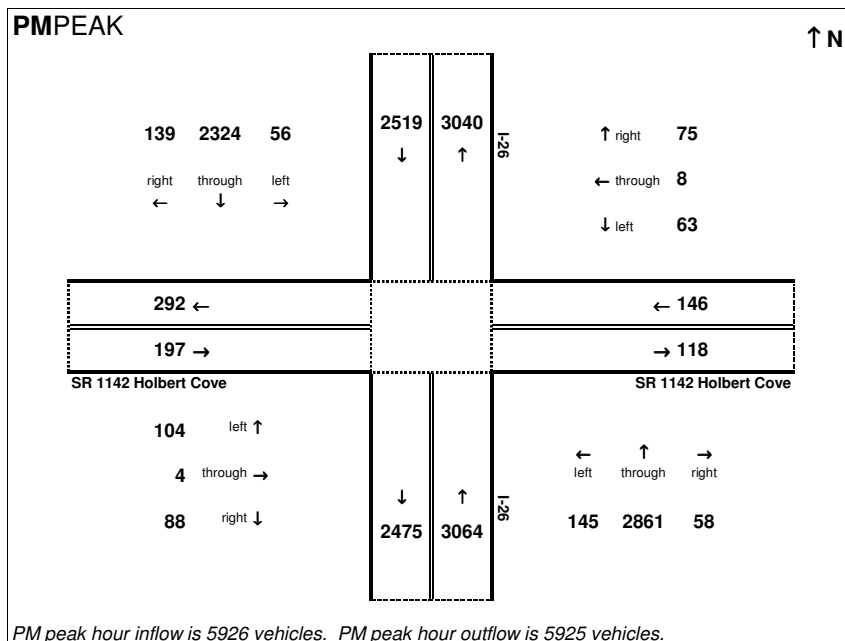 PMPEAK
↑ N
139 2324 56
right through left
← ↓ →
2519 3040
↓ ↑
I-26
↑ right 75
← through 8
↓ left 63
292 ←
← 146
197 →
→ 118
SR 1142 Holbert Cove
SR 1142 Holbert Cove
104 left ↑
4 through →
88 right ↓
↓ ↑
2475 3064
I-26
← ↑ →
left through right
145 2861 58
PM peak hour inflow is 5926 vehicles. PM peak hour outflow is 5925 vehicles.